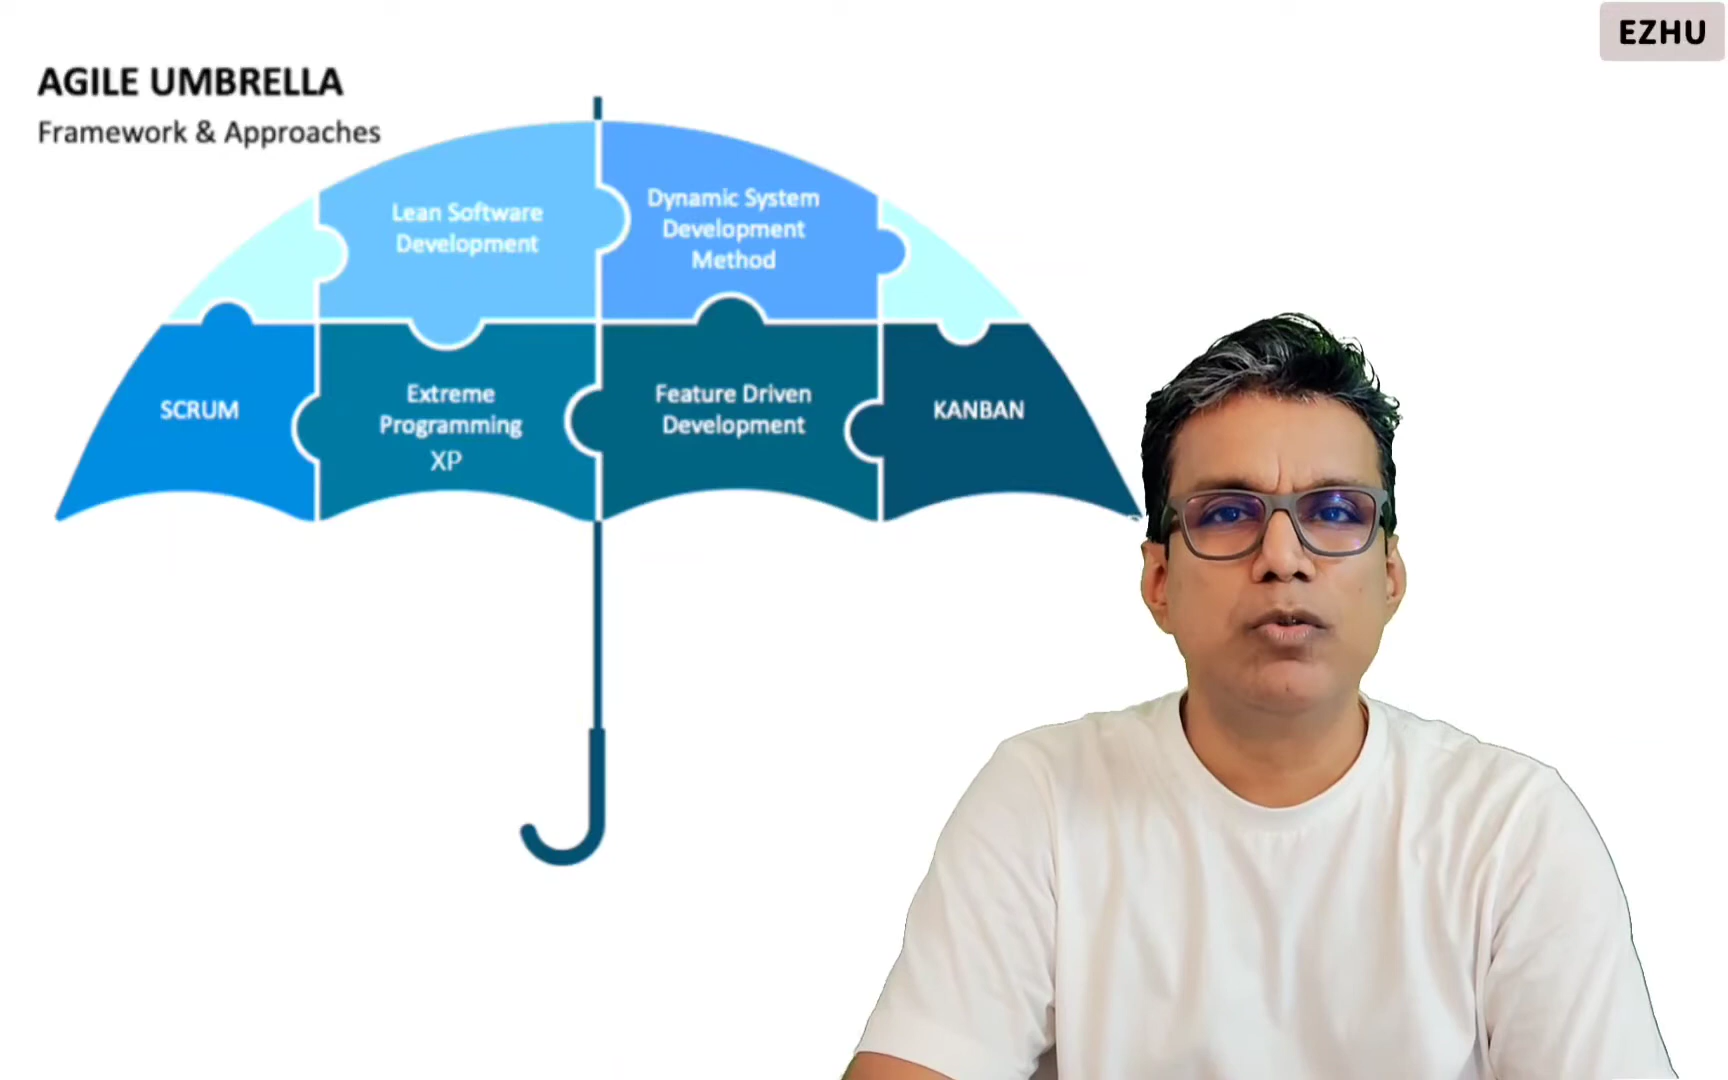 EZHU
AGILE UMBRELLA
Framework & Approaches
Lean Software
Development
Dynamic System
Development
Method
SCRUM
Extreme
Programming
XP
Feature Driven
Development
KANBAN